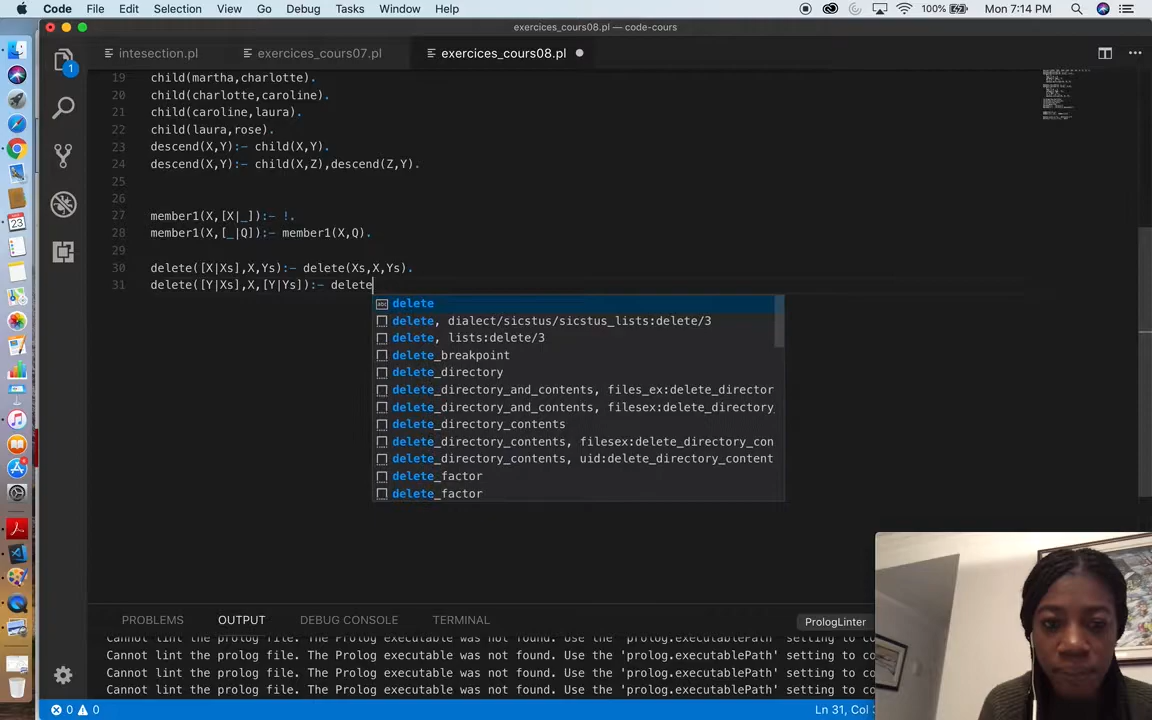 Code File Edit Selection View Go Debug Tasks Window Help 100% Mon 7:14 PM
exercices_cours08.pl — code-cours
intesection.pl exercices_cours07.pl exercices_cours08.pl
19 child(martha,charlotte).
20 child(charlotte,caroline).
21 child(caroline,laura).
22 child(laura,rose).
23 descend(X,Y):- child(X,Y).
24 descend(X,Y):- child(X,Z),descend(Z,Y).
25
26
27 member1(X,[X|_]):- !.
28 member1(X,[_|Q]):- member1(X,Q).
29
30 delete([X|Xs],X,Ys):- delete(Xs,X,Ys).
31 delete([Y|Xs],X,[Y|Ys]):- delete
abc delete
delete, dialect/sicstus/sicstus_lists:delete/3
delete, lists:delete/3
delete_breakpoint
delete_directory
delete_directory_and_contents, files_ex:delete_director
delete_directory_and_contents, filesex:delete_directory_
delete_directory_contents
delete_directory_contents, filesex:delete_directory_con
delete_directory_contents, uid:delete_directory_content
delete_factor
delete_factor
PROBLEMS OUTPUT DEBUG CONSOLE TERMINAL PrologLinter
Cannot lint the prolog file. The Prolog executable was not found. Use the 'prolog.executablePath' setting to co
Cannot lint the prolog file. The Prolog executable was not found. Use the 'prolog.executablePath' setting to co
Cannot lint the prolog file. The Prolog executable was not found. Use the 'prolog.executablePath' setting to co
Cannot lint the prolog file. The Prolog executable was not found. Use the 'prolog.executablePath' setting to co
0 0 Ln 31, Col